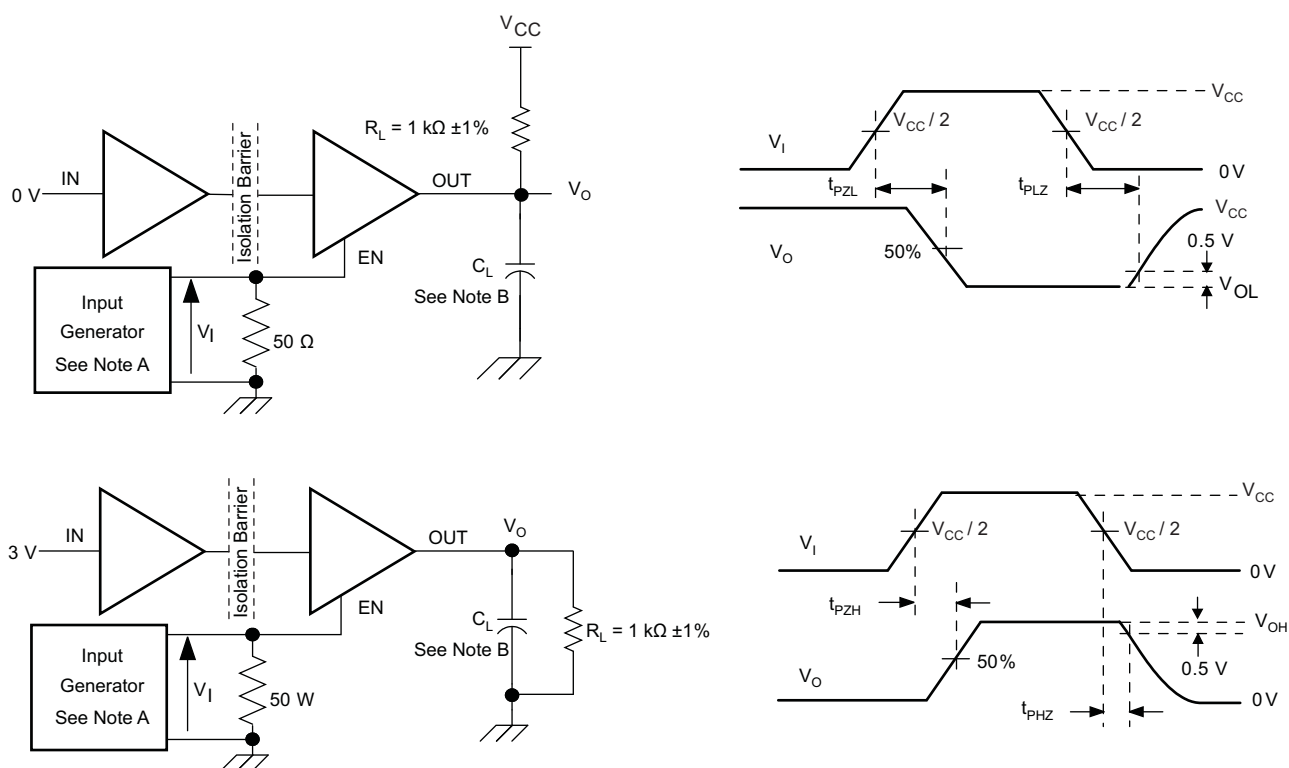 V_CC
R_L = 1 kΩ ±1%
0 V
IN
Isolation Barrier
OUT
V_O
EN
C_L
See Note B
Input
Generator
See Note A
V_I
50 Ω
V_I
V_CC / 2
V_CC / 2
V_CC
0 V
t_PZL
t_PLZ
V_O
50%
V_CC
0.5 V
V_OL
3 V
IN
Isolation Barrier
OUT
V_O
EN
C_L
See Note B
R_L = 1 kΩ ±1%
Input
Generator
See Note A
V_I
50 W
V_I
V_CC / 2
V_CC / 2
V_CC
0 V
t_PZH
V_O
50%
V_OH
0.5 V
t_PHZ
0 V